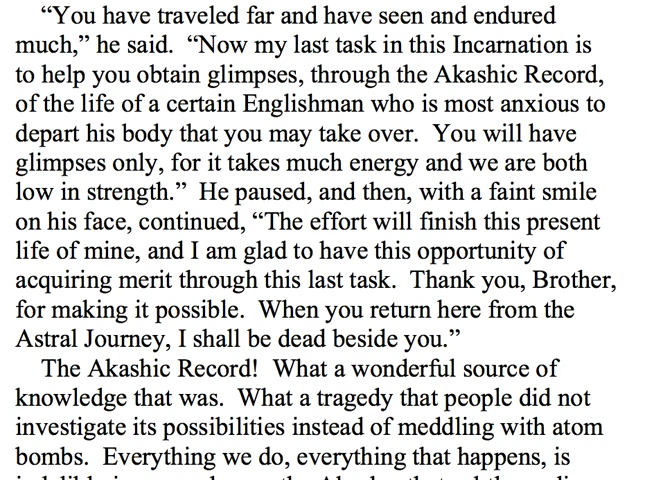 “You have traveled far and have seen and endured
much,” he said. “Now my last task in this Incarnation is
to help you obtain glimpses, through the Akashic Record,
of the life of a certain Englishman who is most anxious to
depart his body that you may take over. You will have
glimpses only, for it takes much energy and we are both
low in strength.” He paused, and then, with a faint smile
on his face, continued, “The effort will finish this present
life of mine, and I am glad to have this opportunity of
acquiring merit through this last task. Thank you, Brother,
for making it possible. When you return here from the
Astral Journey, I shall be dead beside you.”
The Akashic Record! What a wonderful source of
knowledge that was. What a tragedy that people did not
investigate its possibilities instead of meddling with atom
bombs. Everything we do, everything that happens, is